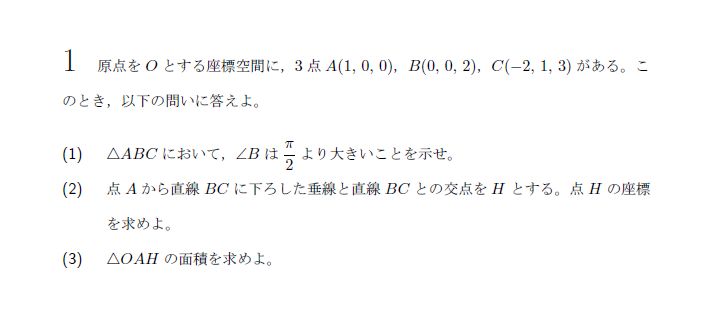 1 原点を O とする座標空間に，3 点 A(1, 0, 0)，B(0, 0, 2)，C(−2, 1, 3) がある。こ
のとき，以下の問いに答えよ。
(1) △ABC において，∠B は π/2 より大きいことを示せ。
(2) 点 A から直線 BC に下ろした垂線と直線 BC との交点を H とする。点 H の座標
を求めよ。
(3) △OAH の面積を求めよ。